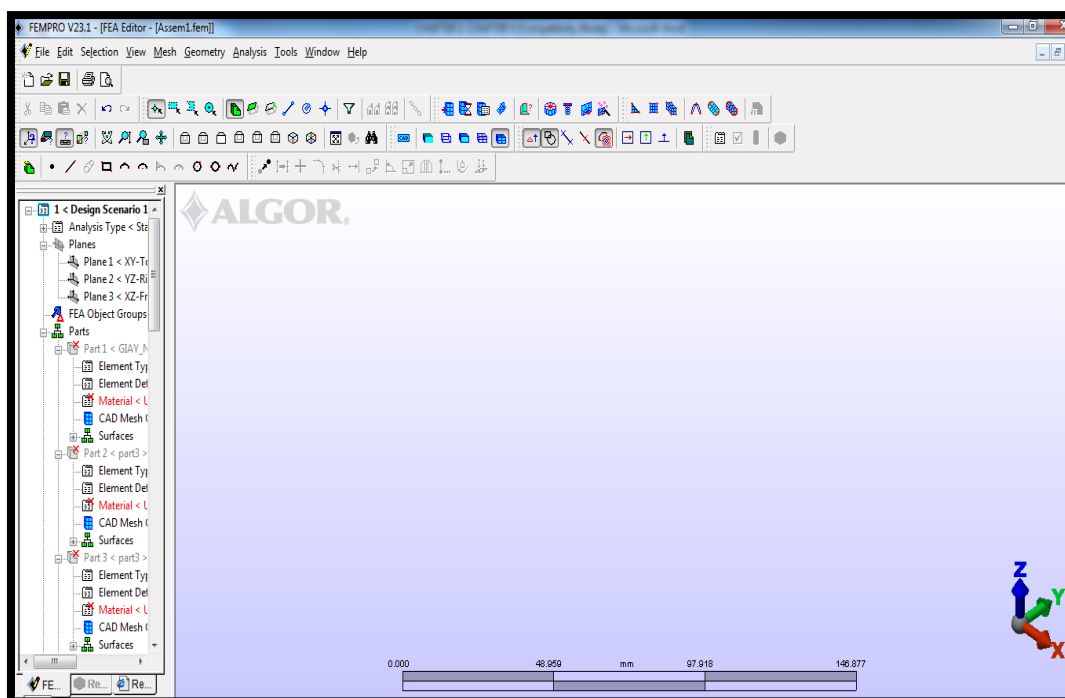 FEMPRO V23.1 - [FEA Editor - [Assem1.fem]]
File Edit Selection View Mesh Geometry Analysis Tools Window Help
ALGOR
1 < Design Scenario 1
Analysis Type < Sta
Planes
Plane 1 < XY-To
Plane 2 < YZ-Ri
Plane 3 < XZ-Fr
FEA Object Groups
Parts
Part 1 < GIAY_N
Element Typ
Element Def
Material < U
CAD Mesh
Surfaces
Part 2 < part3 >
Element Typ
Element Def
Material < U
CAD Mesh
Surfaces
Part 3 < part3 >
Element Typ
Element Def
Material < U
CAD Mesh
Surfaces
Z
Y
X
0.000 48.959 mm 97.918 146.877
FE... Re... Re...